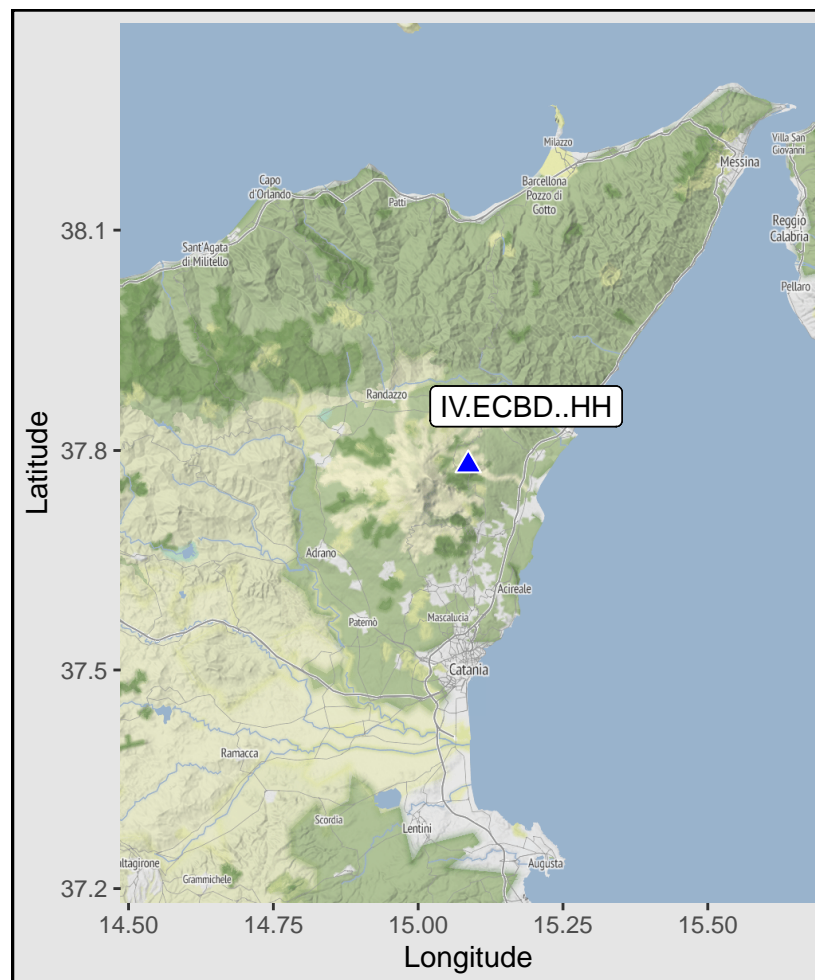 Milazzo
Villa San
Giovanni
Messina
Capo
d'Orlando
Barcellona
Pozzo di
Gotto
Patti
Reggio
Calabria
38.1
Sant'Agata
di Militello
Pellaro
Randazzo
IV.ECBD..HH
37.8
Latitude
Adrano
Acireale
Paternò
Mascalucia
37.5
Catania
Ramacca
Scordia
Lentini
Augusta
altagirone
Grammichele
37.2
14.50
14.75
15.00
15.25
15.50
Longitude